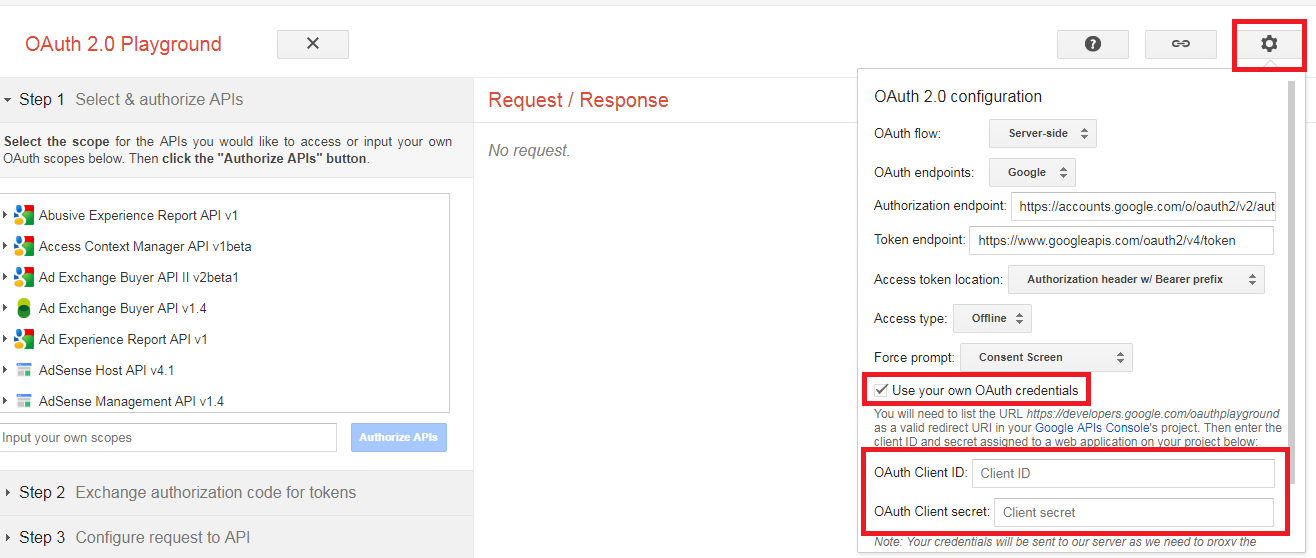 OAuth 2.0 Playground
Step 1 Select & authorize APIs
Select the scope for the APIs you would like to access or input your own
OAuth scopes below. Then click the "Authorize APIs" button.
Abusive Experience Report API v1
Access Context Manager API v1beta
Ad Exchange Buyer API II v2beta1
Ad Exchange Buyer API v1.4
Ad Experience Report API v1
AdSense Host API v4.1
AdSense Management API v1.4
Input your own scopes
Authorize APIs
Step 2 Exchange authorization code for tokens
Step 3 Configure request to API
Request / Response
No request.
OAuth 2.0 configuration
OAuth flow: Server-side
OAuth endpoints: Google
Authorization endpoint: https://accounts.google.com/o/oauth2/v2/aut
Token endpoint: https://www.googleapis.com/oauth2/v4/token
Access token location: Authorization header w/ Bearer prefix
Access type: Offline
Force prompt: Consent Screen
Use your own OAuth credentials
You will need to list the URL https://developers.google.com/oauthplayground
as a valid redirect URI in your Google APIs Console's project. Then enter the
client ID and secret assigned to a web application on your project below:
OAuth Client ID: Client ID
OAuth Client secret: Client secret
Note: Your credentials will be sent to our server as we need to proxy the